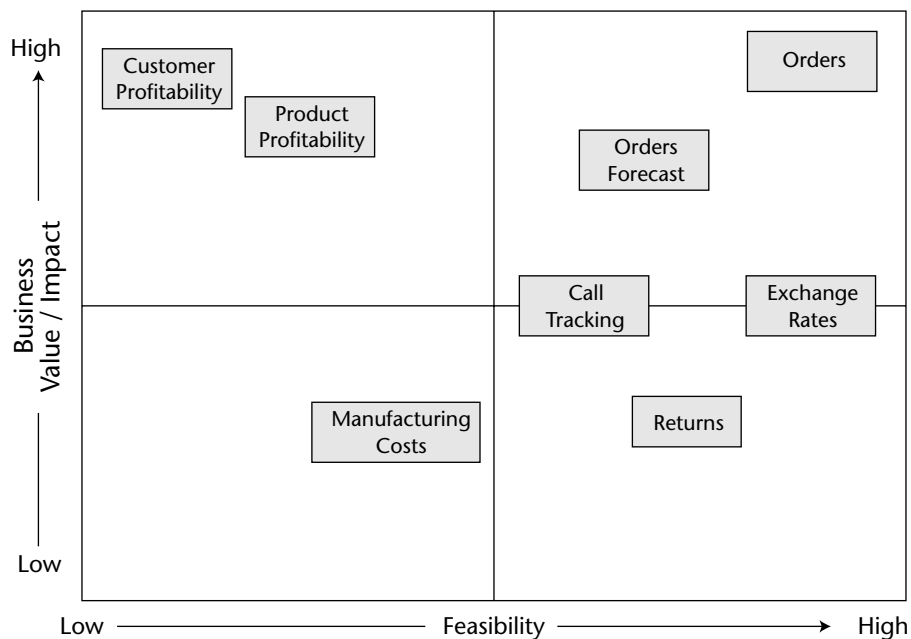 High
Customer
Profitability
Product
Profitability
Orders
Orders
Forecast
Business
Value / Impact
Call
Tracking
Exchange
Rates
Manufacturing
Costs
Returns
Low
Low
Feasibility
High